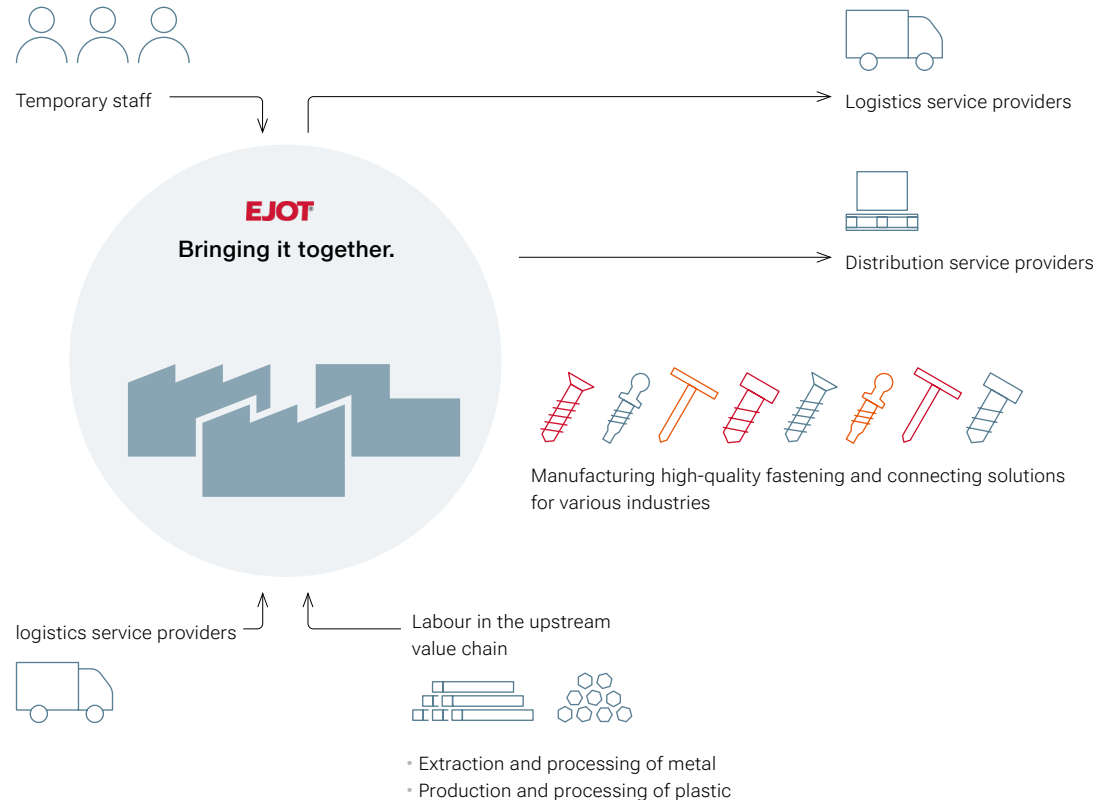 Temporary staff
Logistics service providers
EJOT®
Bringing it together.
Distribution service providers
Manufacturing high-quality fastening and connecting solutions
for various industries
logistics service providers
Labour in the upstream
value chain
• Extraction and processing of metal
• Production and processing of plastic